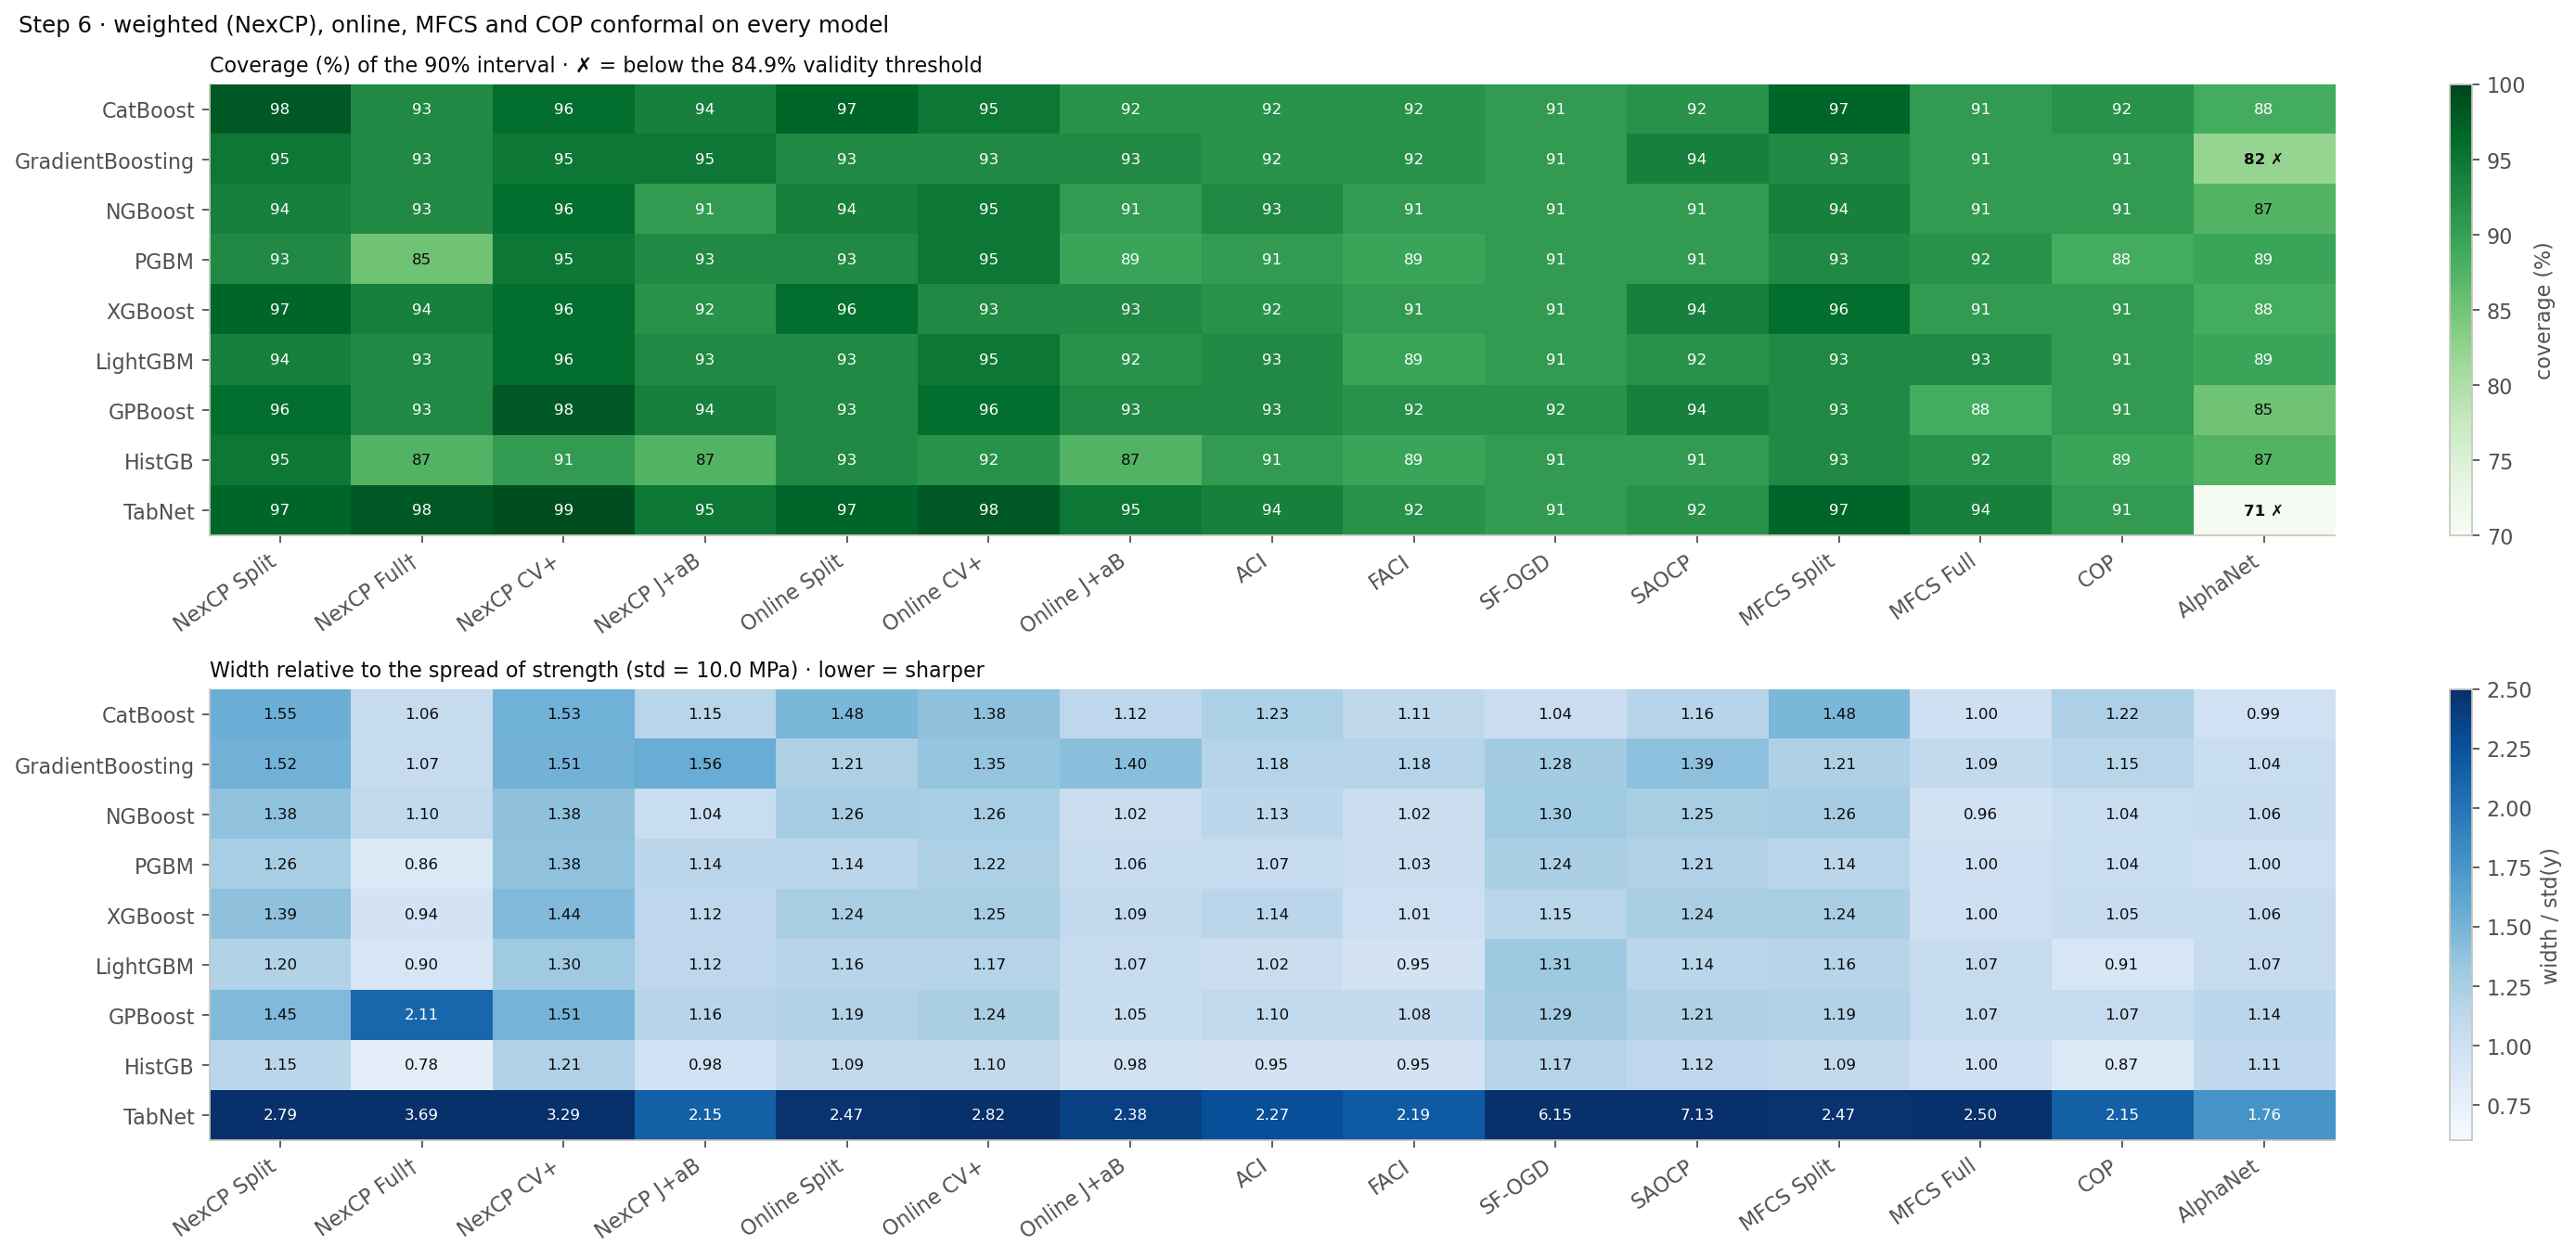 Step 6 · weighted (NexCP), online, MFCS and COP conformal on every model
Coverage (%) of the 90% interval · ✗ = below the 84.9% validity threshold
CatBoost 98 93 96 94 97 95 92 92 92 91 92 97 91 92 88
GradientBoosting 95 93 95 95 93 93 93 92 92 91 94 93 91 91 82 ✗
NGBoost 94 93 96 91 94 95 91 93 91 91 91 94 91 91 87
PGBM 93 85 95 93 93 95 89 91 89 91 91 93 92 88 89
XGBoost 97 94 96 92 96 93 93 92 91 91 94 96 91 91 88
LightGBM 94 93 96 93 93 95 92 93 89 91 92 93 93 91 89
GPBoost 96 93 98 94 93 96 93 93 92 92 94 93 88 91 85
HistGB 95 87 91 87 93 92 87 91 89 91 91 93 92 89 87
TabNet 97 98 99 95 97 98 95 94 92 91 92 97 94 91 71 ✗
NexCP Split NexCP Full† NexCP CV+ NexCP J+aB Online Split Online CV+ Online J+aB ACI FACI SF-OGD SAOCP MFCS Split MFCS Full COP AlphaNet
100
95
90
85
80
75
70
coverage (%)
Width relative to the spread of strength (std = 10.0 MPa) · lower = sharper
CatBoost 1.55 1.06 1.53 1.15 1.48 1.38 1.12 1.23 1.11 1.04 1.16 1.48 1.00 1.22 0.99
GradientBoosting 1.52 1.07 1.51 1.56 1.21 1.35 1.40 1.18 1.18 1.28 1.39 1.21 1.09 1.15 1.04
NGBoost 1.38 1.10 1.38 1.04 1.26 1.26 1.02 1.13 1.02 1.30 1.25 1.26 0.96 1.04 1.06
PGBM 1.26 0.86 1.38 1.14 1.14 1.22 1.06 1.07 1.03 1.24 1.21 1.14 1.00 1.04 1.00
XGBoost 1.39 0.94 1.44 1.12 1.24 1.25 1.09 1.14 1.01 1.15 1.24 1.24 1.00 1.05 1.06
LightGBM 1.20 0.90 1.30 1.12 1.16 1.17 1.07 1.02 0.95 1.31 1.14 1.16 1.07 0.91 1.07
GPBoost 1.45 2.11 1.51 1.16 1.19 1.24 1.05 1.10 1.08 1.29 1.21 1.19 1.07 1.07 1.14
HistGB 1.15 0.78 1.21 0.98 1.09 1.10 0.98 0.95 0.95 1.17 1.12 1.09 1.00 0.87 1.11
TabNet 2.79 3.69 3.29 2.15 2.47 2.82 2.38 2.27 2.19 6.15 7.13 2.47 2.50 2.15 1.76
NexCP Split NexCP Full† NexCP CV+ NexCP J+aB Online Split Online CV+ Online J+aB ACI FACI SF-OGD SAOCP MFCS Split MFCS Full COP AlphaNet
2.50
2.25
2.00
1.75
1.50
1.25
1.00
0.75
width / std(y)